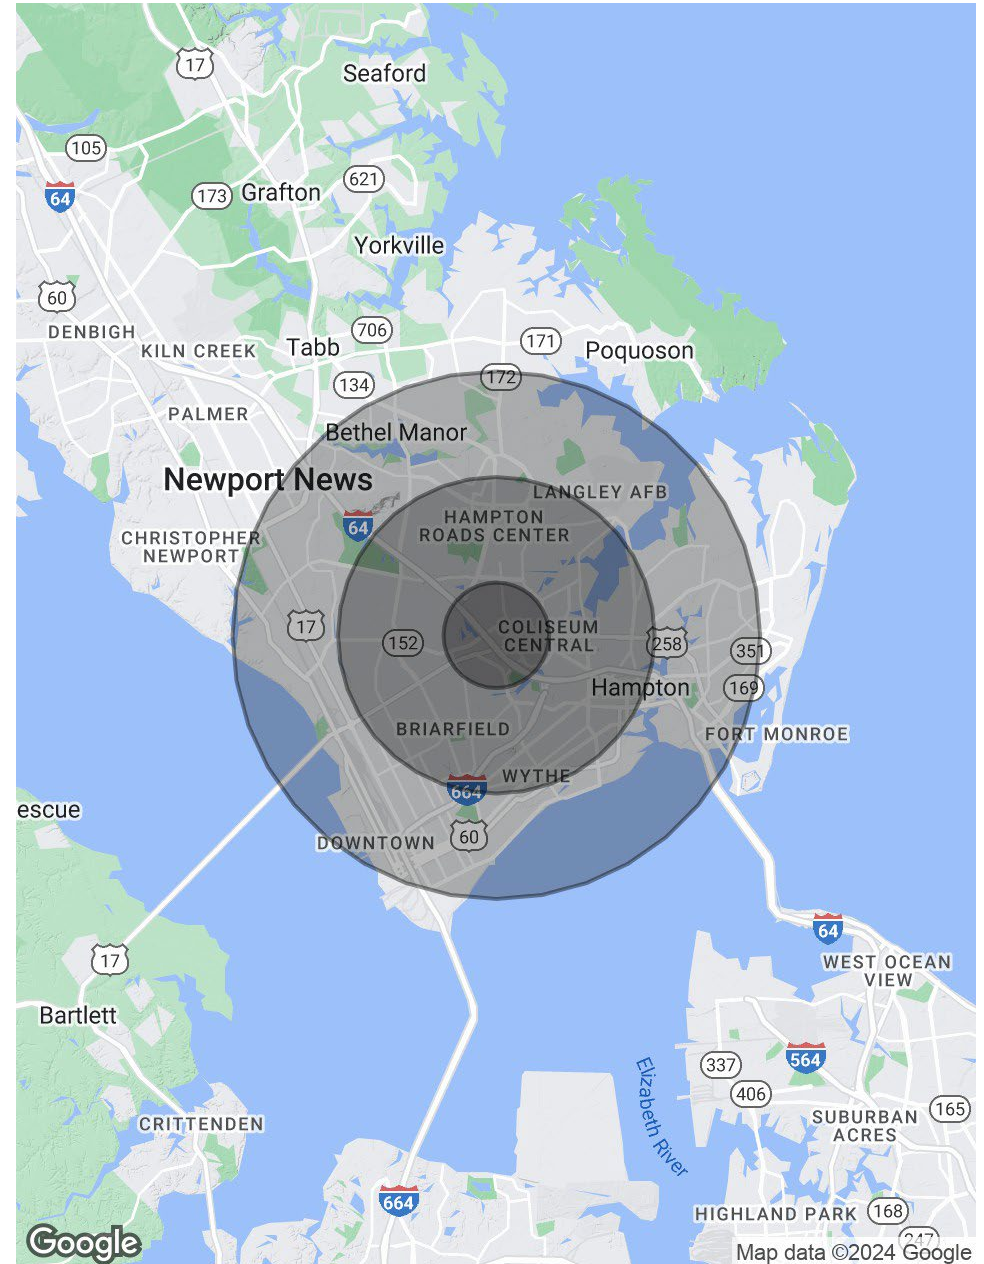 17
Seaford
105
64
173
Grafton
621
Yorkville
60
DENBIGH
706
KILN CREEK
Tabb
171
Poquoson
134
172
PALMER
Bethel Manor
Newport News
LANGLEY AFB
64
HAMPTON
ROADS CENTER
CHRISTOPHER
NEWPORT
17
152
COLISEUM
CENTRAL
258
351
Hampton
169
BRIARFIELD
FORT MONROE
WYTHE
664
escue
60
DOWNTOWN
64
17
WEST OCEAN
VIEW
Bartlett
564
337
406
Elizabeth River
165
CRITTENDEN
SUBURBAN
ACRES
664
HIGHLAND PARK
168
247
Google
Map data ©2024 Google